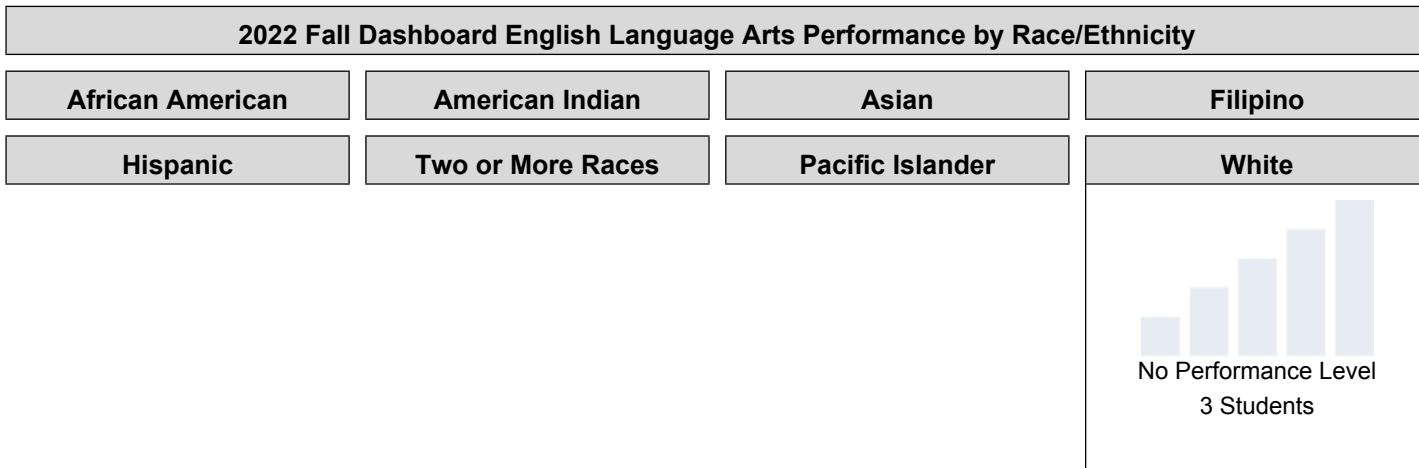 2022 Fall Dashboard English Language Arts Performance by Race/Ethnicity
African American American Indian Asian Filipino
Hispanic Two or More Races Pacific Islander White
No Performance Level
3 Students